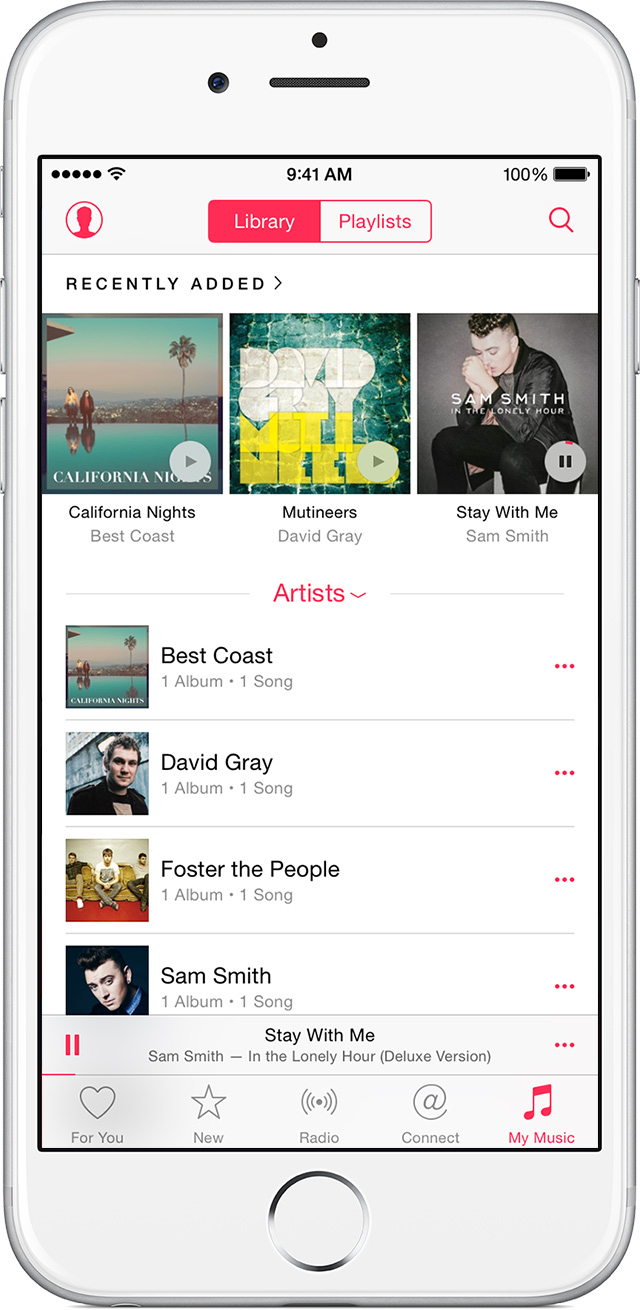 9:41 AM
100%
Library
Playlists
RECENTLY ADDED >
CALIFORNIA NIGHTS
DAVID
GRAY
MUTI
NEERS
SAM SMITH
IN THE LONELY HOUR
California Nights
Best Coast
Mutineers
David Gray
Stay With Me
Sam Smith
Artists
CALIFORNIA NIGHTS
Best Coast
1 Album • 1 Song
David Gray
1 Album • 1 Song
Foster the People
1 Album • 1 Song
Sam Smith
1 Album • 1 Song
Stay With Me
Sam Smith — In the Lonely Hour (Deluxe Version)
For You
New
Radio
@
Connect
My Music